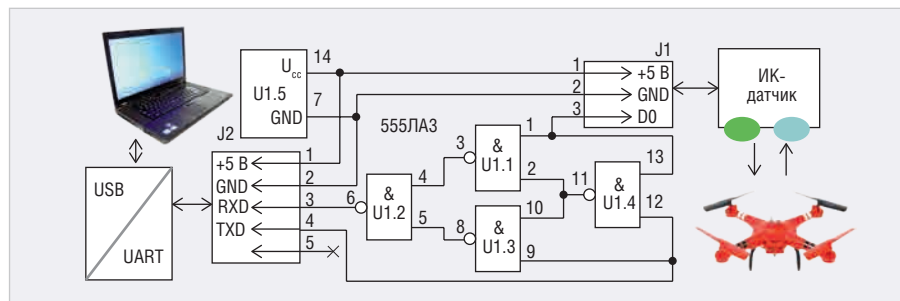 14
U_cc
U1.5
7
GND
555ЛА3
J1
1
+5 В
2
GND
3
D0
ИК-
датчик
J2
+5 В
1
GND
2
RXD
3
TXD
4
5
USB
UART
6
&
U1.2
4
5
3
&
U1.1
1
2
8
&
U1.3
10
9
11
&
U1.4
13
12